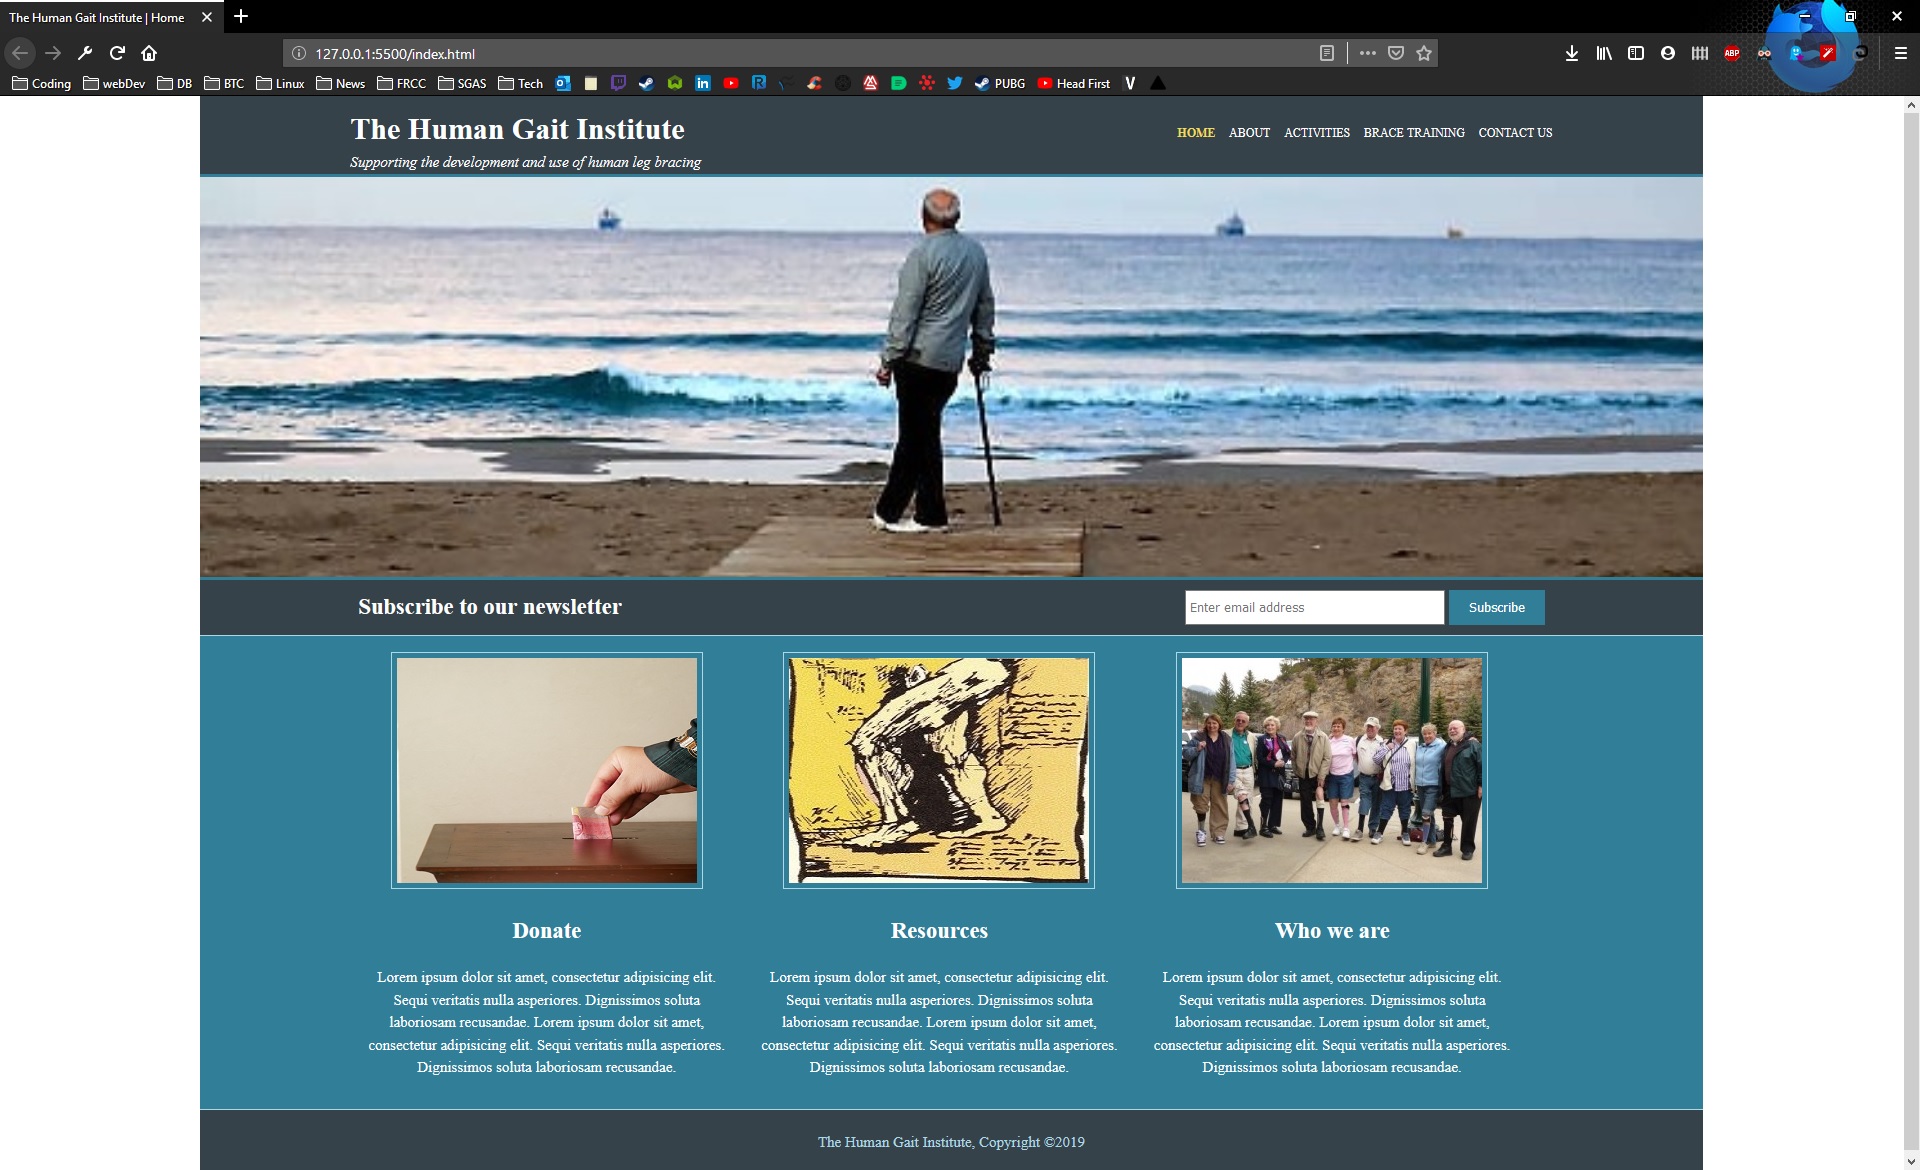 The Human Gait Institute | Home
127.0.0.1:5500/index.html
ABP
Coding webDev DB BTC Linux News FRCC SGAS Tech PUBG Head First
The Human Gait Institute
Supporting the development and use of human leg bracing
HOME ABOUT ACTIVITIES BRACE TRAINING CONTACT US
Subscribe to our newsletter
Enter email address
Subscribe
Donate
Lorem ipsum dolor sit amet, consectetur adipisicing elit.
Sequi veritatis nulla asperiores. Dignissimos soluta
laboriosam recusandae. Lorem ipsum dolor sit amet,
consectetur adipisicing elit. Sequi veritatis nulla asperiores.
Dignissimos soluta laboriosam recusandae.
Resources
Lorem ipsum dolor sit amet, consectetur adipisicing elit.
Sequi veritatis nulla asperiores. Dignissimos soluta
laboriosam recusandae. Lorem ipsum dolor sit amet,
consectetur adipisicing elit. Sequi veritatis nulla asperiores.
Dignissimos soluta laboriosam recusandae.
Who we are
Lorem ipsum dolor sit amet, consectetur adipisicing elit.
Sequi veritatis nulla asperiores. Dignissimos soluta
laboriosam recusandae. Lorem ipsum dolor sit amet,
consectetur adipisicing elit. Sequi veritatis nulla asperiores.
Dignissimos soluta laboriosam recusandae.
The Human Gait Institute, Copyright ©2019